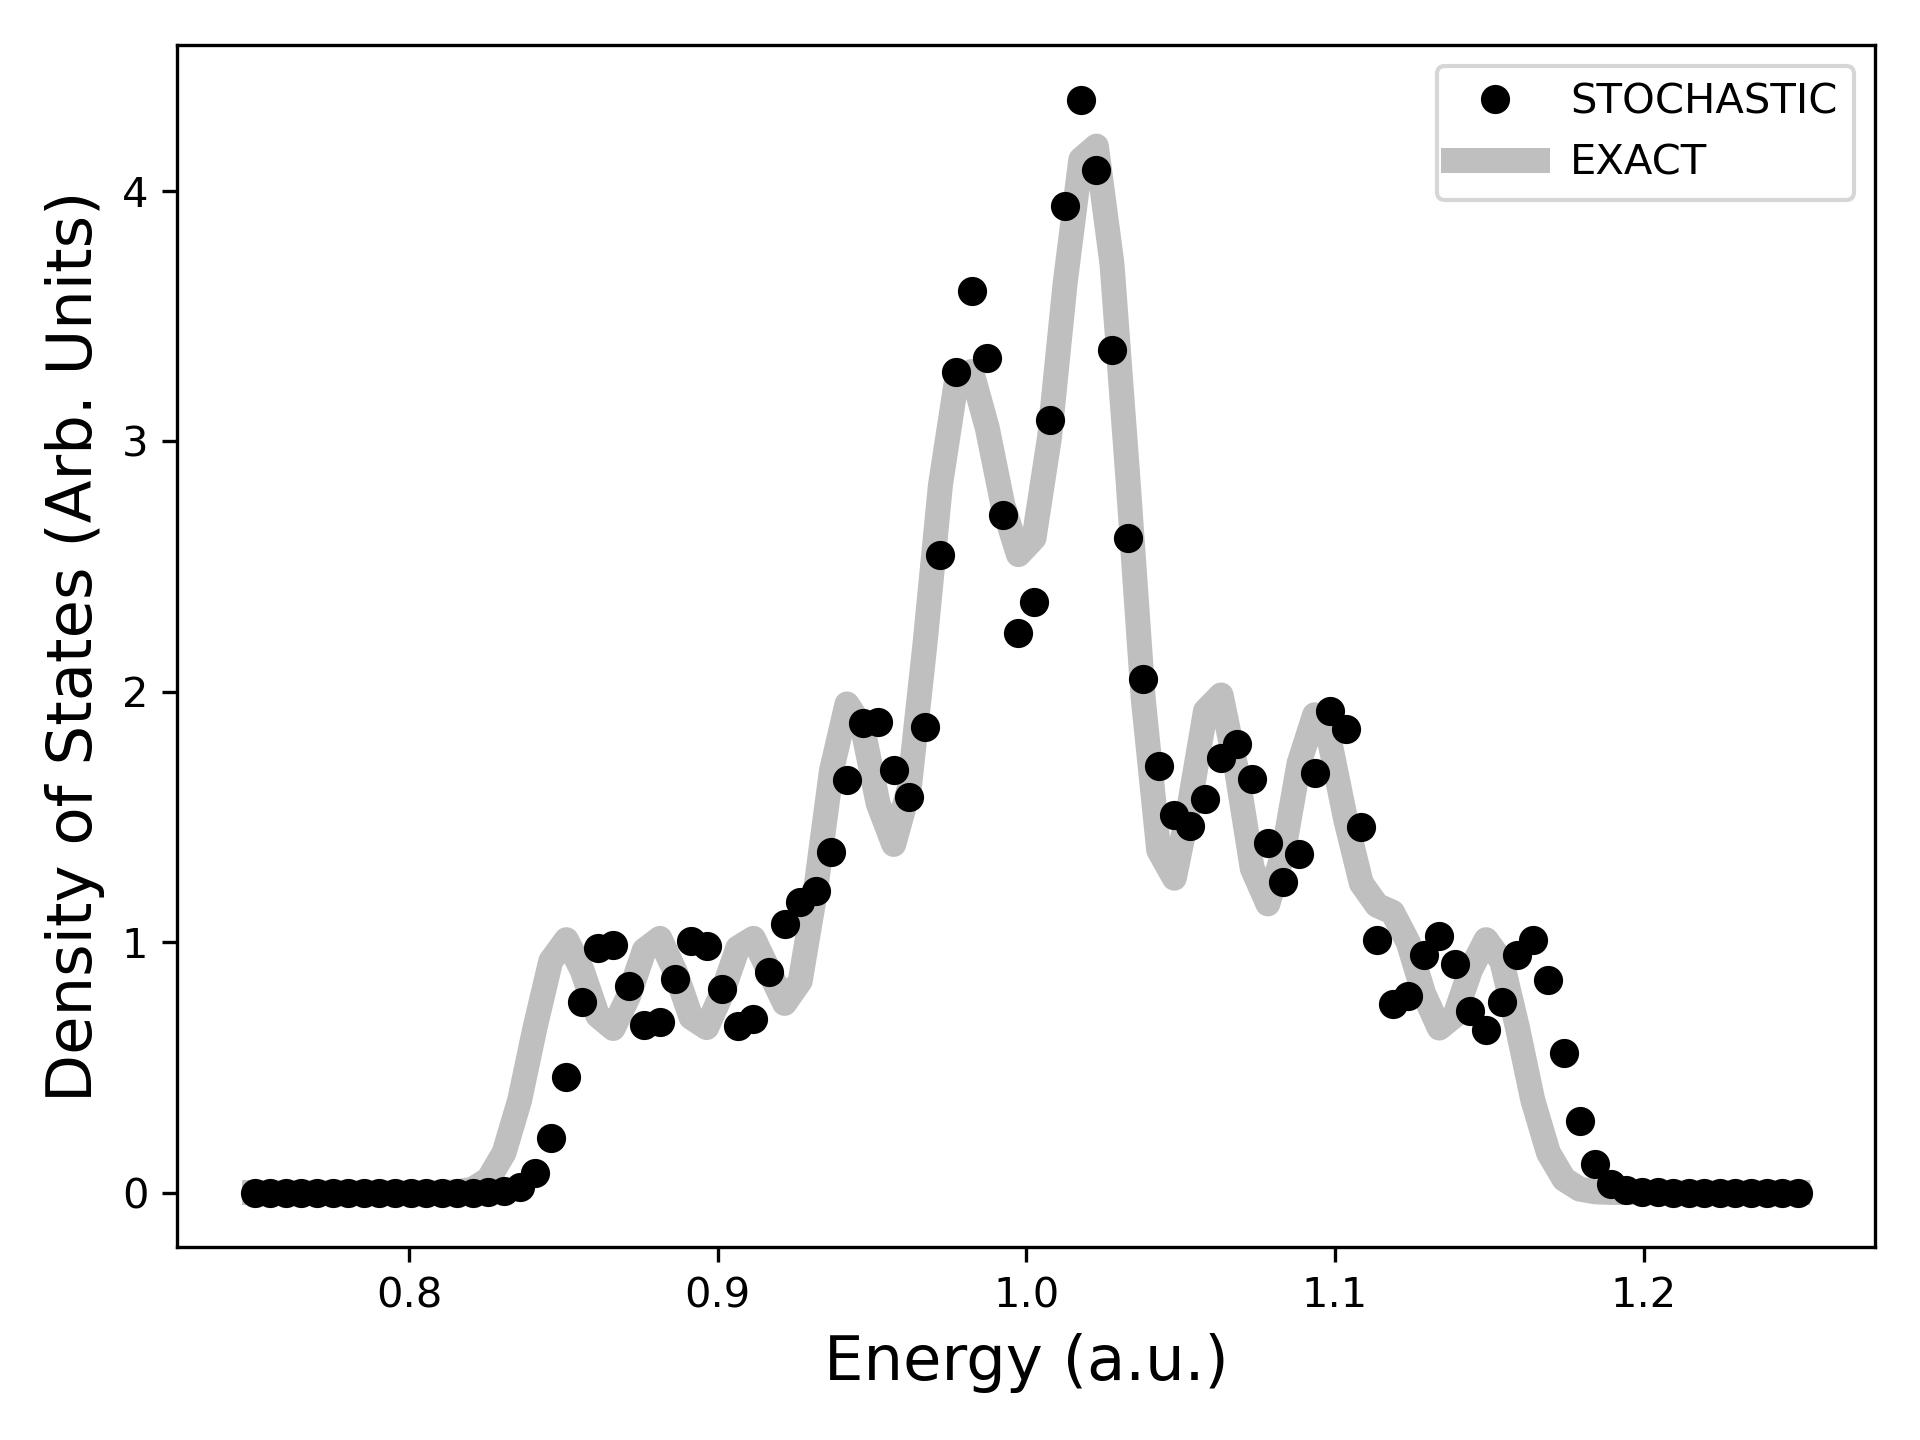 STOCHASTIC
EXACT
Density of States (Arb. Units)
4
3
2
1
0
0.8 0.9 1.0 1.1 1.2
Energy (a.u.)